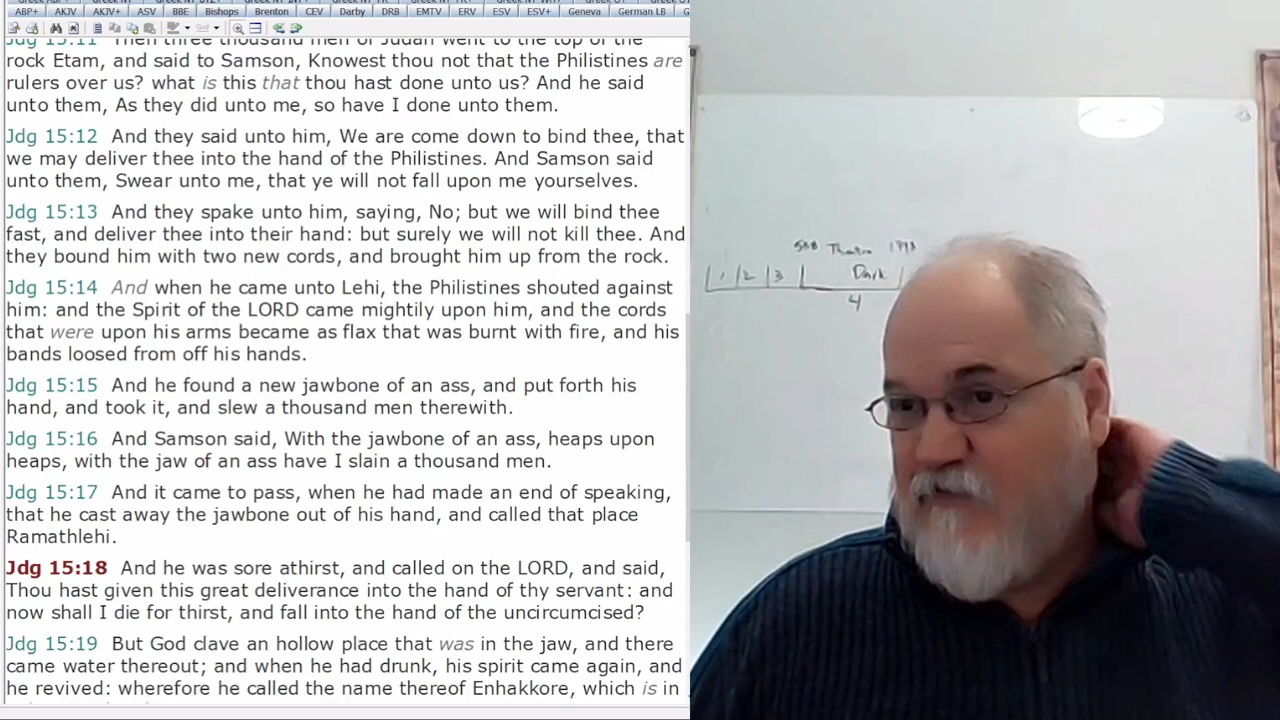 ABP+ AKJV AKJV+ ASV BBE Bishops Brenton CEV Darby DRB EMTV ERV ESV ESV+ Geneva German LB G
Jdg 15:11 Then three thousand men of Judah went to the top of the
rock Etam, and said to Samson, Knowest thou not that the Philistines are
rulers over us? what is this that thou hast done unto us? And he said
unto them, As they did unto me, so have I done unto them.
Jdg 15:12 And they said unto him, We are come down to bind thee, that
we may deliver thee into the hand of the Philistines. And Samson said
unto them, Swear unto me, that ye will not fall upon me yourselves.
Jdg 15:13 And they spake unto him, saying, No; but we will bind thee
fast, and deliver thee into their hand: but surely we will not kill thee. And
they bound him with two new cords, and brought him up from the rock.
Jdg 15:14 And when he came unto Lehi, the Philistines shouted against
him: and the Spirit of the LORD came mightily upon him, and the cords
that were upon his arms became as flax that was burnt with fire, and his
bands loosed from off his hands.
Jdg 15:15 And he found a new jawbone of an ass, and put forth his
hand, and took it, and slew a thousand men therewith.
Jdg 15:16 And Samson said, With the jawbone of an ass, heaps upon
heaps, with the jaw of an ass have I slain a thousand men.
Jdg 15:17 And it came to pass, when he had made an end of speaking,
that he cast away the jawbone out of his hand, and called that place
Ramathlehi.
Jdg 15:18 And he was sore athirst, and called on the LORD, and said,
Thou hast given this great deliverance into the hand of thy servant: and
now shall I die for thirst, and fall into the hand of the uncircumcised?
Jdg 15:19 But God clave an hollow place that was in the jaw, and there
came water thereout; and when he had drunk, his spirit came again, and
he revived: wherefore he called the name thereof Enhakkore, which is in
1 2 3 Dark
4